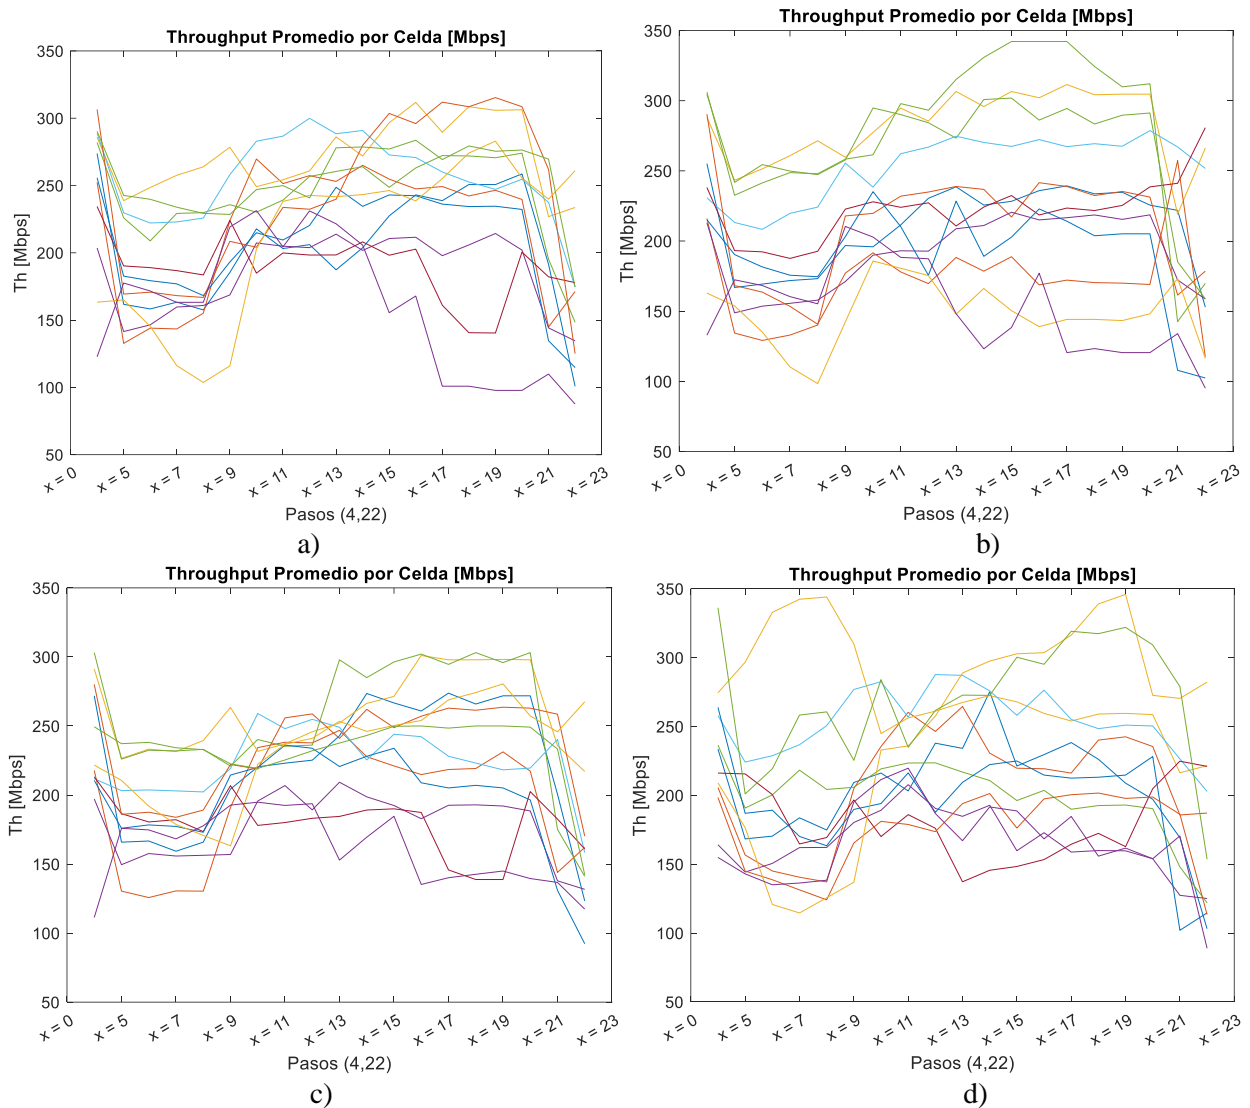 Throughput Promedio por Celda [Mbps]
350
300
250
200
150
100
50
Th [Mbps]
x = 0
x = 5
x = 7
x = 9
x = 11
x = 13
x = 15
x = 17
x = 19
x = 21
x = 23
Pasos (4,22)
a)
Throughput Promedio por Celda [Mbps]
350
300
250
200
150
100
50
Th [Mbps]
x = 0
x = 5
x = 7
x = 9
x = 11
x = 13
x = 15
x = 17
x = 19
x = 21
x = 23
Pasos (4,22)
b)
Throughput Promedio por Celda [Mbps]
350
300
250
200
150
100
50
Th [Mbps]
x = 0
x = 5
x = 7
x = 9
x = 11
x = 13
x = 15
x = 17
x = 19
x = 21
x = 23
Pasos (4,22)
c)
Throughput Promedio por Celda [Mbps]
350
300
250
200
150
100
50
Th [Mbps]
x = 0
x = 5
x = 7
x = 9
x = 11
x = 13
x = 15
x = 17
x = 19
x = 21
x = 23
Pasos (4,22)
d)